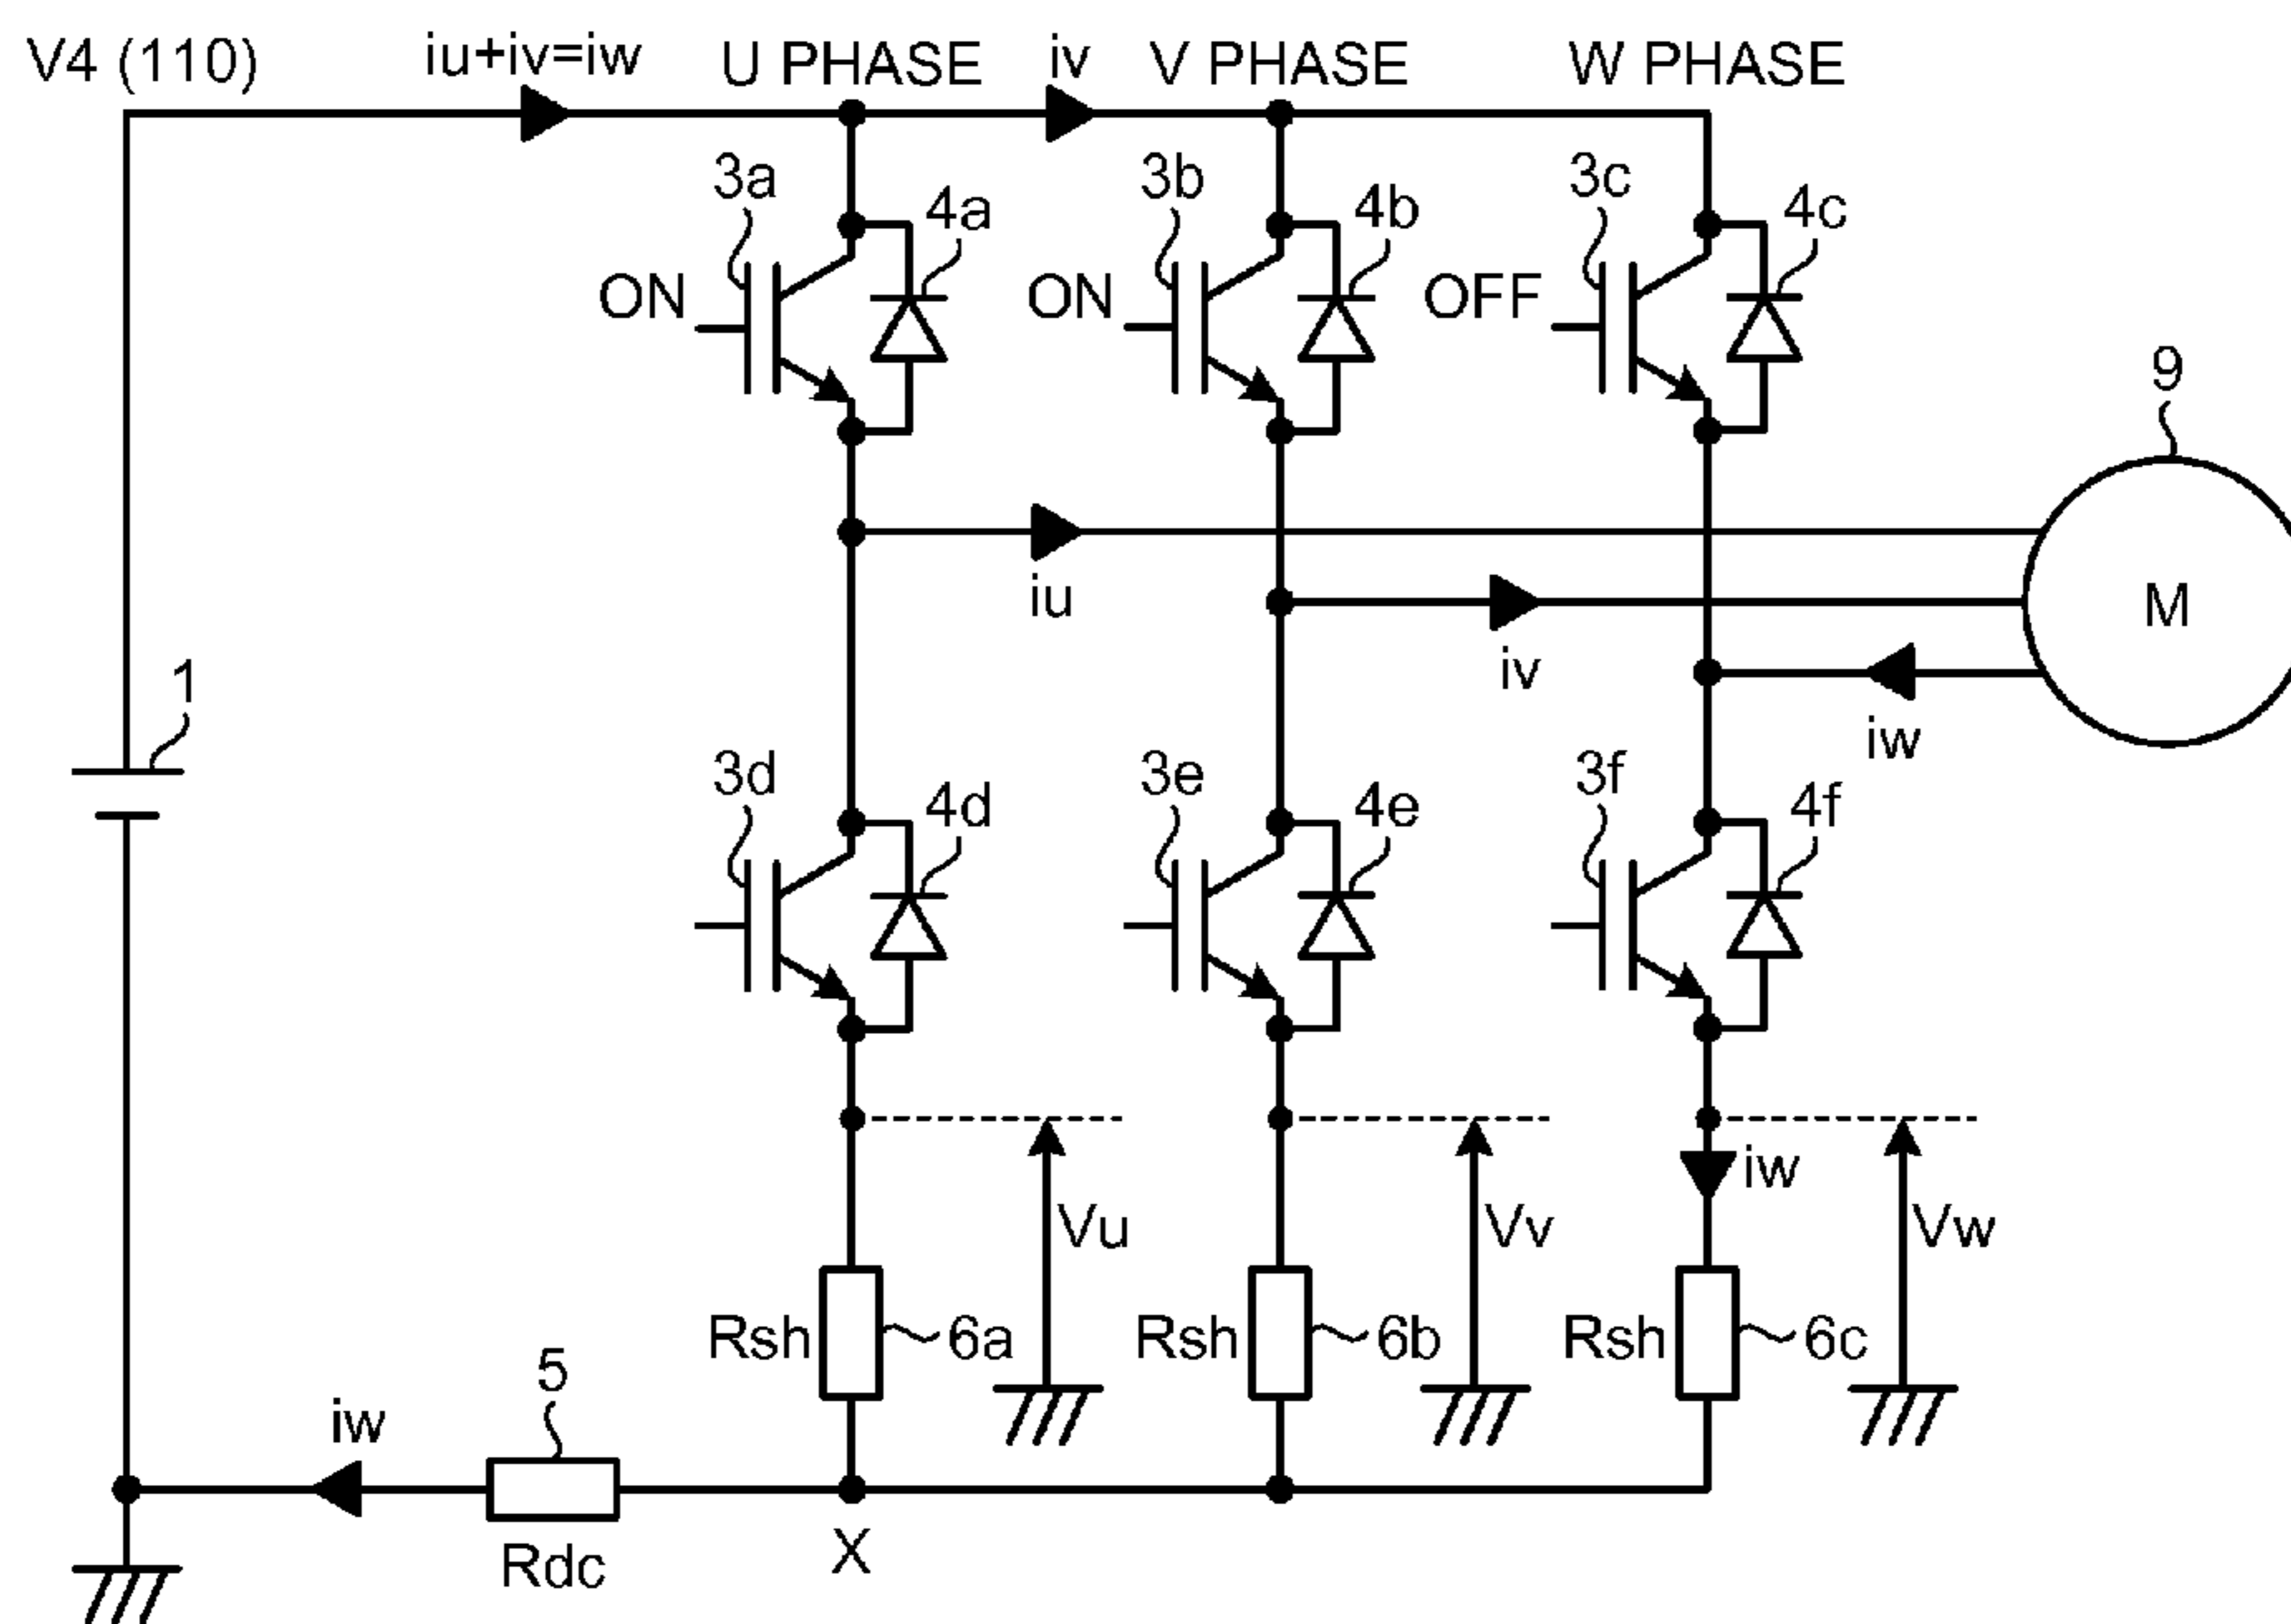 V4 (110)
iu+iv=iw
U PHASE
iv
V PHASE
W PHASE
3a
4a
3b
4b
3c
4c
ON
ON
OFF
9
M
iu
iv
iw
1
3d
4d
3e
4e
3f
4f
iw
Vu
Vv
Vw
Rsh
6a
Rsh
6b
Rsh
6c
5
iw
Rdc
X